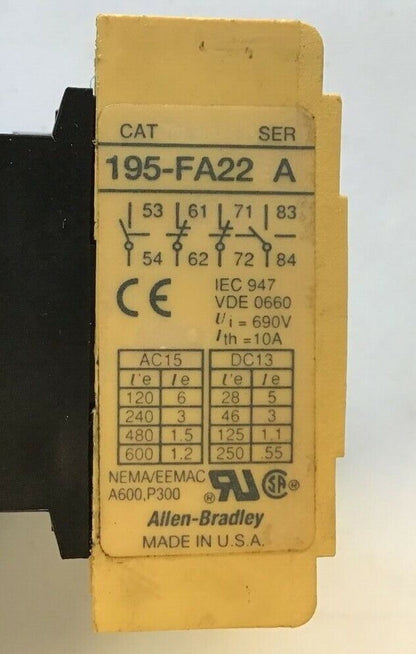 CAT SER
195-FA22 A
53 61 71 83
54 62 72 84
CE IEC 947
VDE 0660
Ui = 690V
Ith =10A
AC15 DC13
I'e Ie I'e Ie
120 6 28 5
240 3 46 3
480 1.5 125 1.1
600 1.2 250 .55
NEMA/EEMAC
A600,P300 ® RU SA ®
Allen-Bradley
MADE IN U.S.A.